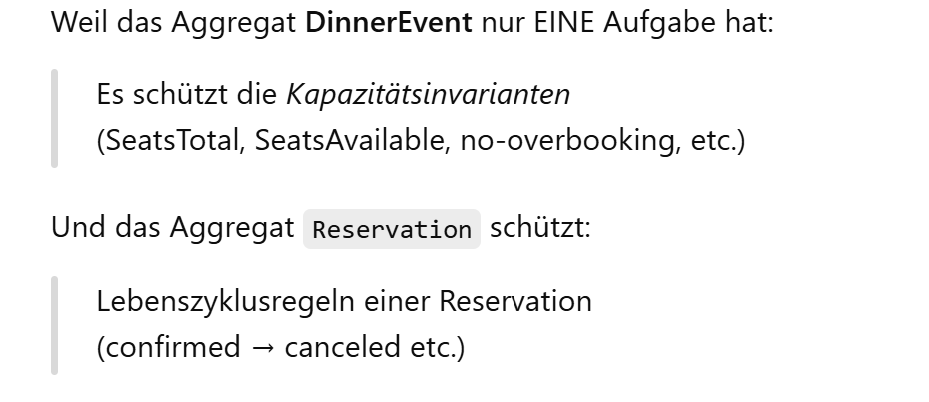 Weil das Aggregat DinnerEvent nur EINE Aufgabe hat:
Es schützt die Kapazitätsinvarianten
(SeatsTotal, SeatsAvailable, no-overbooking, etc.)
Und das Aggregat Reservation schützt:
Lebenszyklusregeln einer Reservation
(confirmed → canceled etc.)